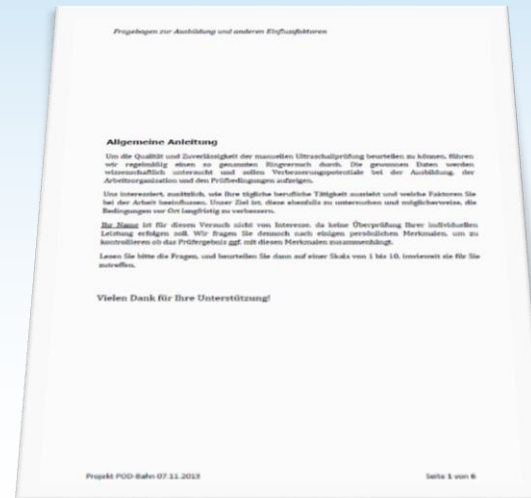 Fragebogen zur Ausbildung und anderen Einflussfaktoren
Allgemeine Anleitung
Um die Qualität und Zuverlässigkeit der manuellen Ultraschallprüfung beurteilen zu können, führen
wir regelmäßig einen so genannten Ringversuch durch. Die gewonnen Daten werden
wissenschaftlich untersucht und sollen Verbesserungspotentiale bei der Ausbildung, der
Arbeitsorganisation und den Prüfbedingungen aufzeigen.
Uns interessiert, zusätzlich, wie Ihre tägliche berufliche Tätigkeit aussieht und welche Faktoren Sie
bei der Arbeit beeinflussen. Unser Ziel ist, diese ebenfalls zu untersuchen und möglicherweise, die
Bedingungen vor Ort langfristig zu verbessern.
Ihr Name ist für diesen Versuch nicht von Interesse, da keine Überprüfung Ihrer individuellen
Leistung erfolgen soll. Wir fragen Sie dennoch nach einigen persönlichen Merkmalen, um zu
kontrollieren ob das Prüfergebnis ggf. mit diesen Merkmalen zusammenhängt.
Lesen Sie bitte die Fragen, und beurteilen Sie dann auf einer Skala von 1 bis 10, inwieweit sie für Sie
zutreffen.
Vielen Dank für Ihre Unterstützung!
Projekt POD-Bahn 07.11.2013
Seite 1 von 6